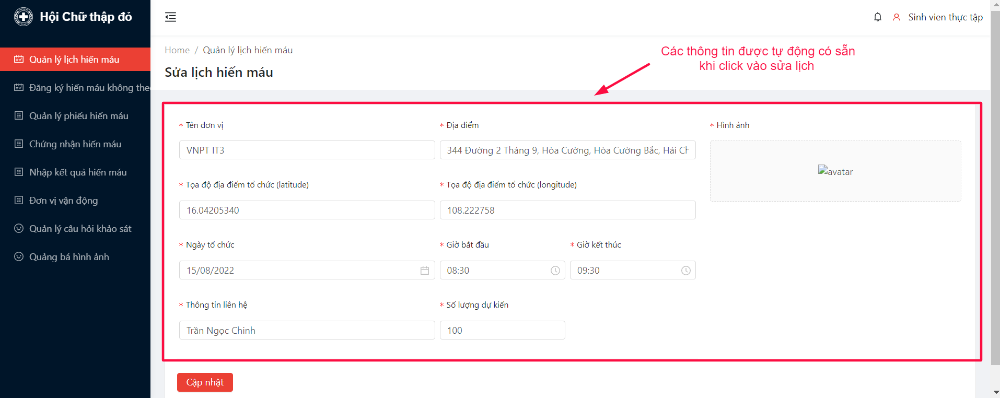 Hội Chữ thập đỏ
Quản lý lịch hiến máu
Đăng ký hiến máu không theo
Quản lý phiếu hiến máu
Chứng nhận hiến máu
Nhập kết quả hiến máu
Đơn vị vận động
Quản lý câu hỏi khảo sát
Quảng bá hình ảnh
Sinh vien thực tập
Home / Quản lý lịch hiến máu
Sửa lịch hiến máu
Các thông tin được tự động có sẵn
khi click vào sửa lịch
* Tên đơn vị
VNPT IT3
* Địa điểm
344 Đường 2 Tháng 9, Hòa Cường, Hòa Cường Bắc, Hải Ch
* Hình ảnh
avatar
* Tọa độ địa điểm tổ chức (latitude)
16.04205340
* Tọa độ địa điểm tổ chức (longitude)
108.222758
* Ngày tổ chức
15/08/2022
* Giờ bắt đầu
08:30
* Giờ kết thúc
09:30
* Thông tin liên hệ
Trần Ngọc Chinh
* Số lượng dự kiến
100
Cập nhật